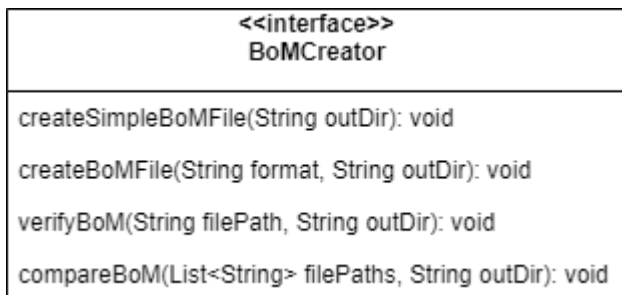 <<interface>>
BoMCreator
createSimpleBoMFile(String outDir): void
createBoMFile(String format, String outDir): void
verifyBoM(String filePath, String outDir): void
compareBoM(List<String> filePaths, String outDir): void